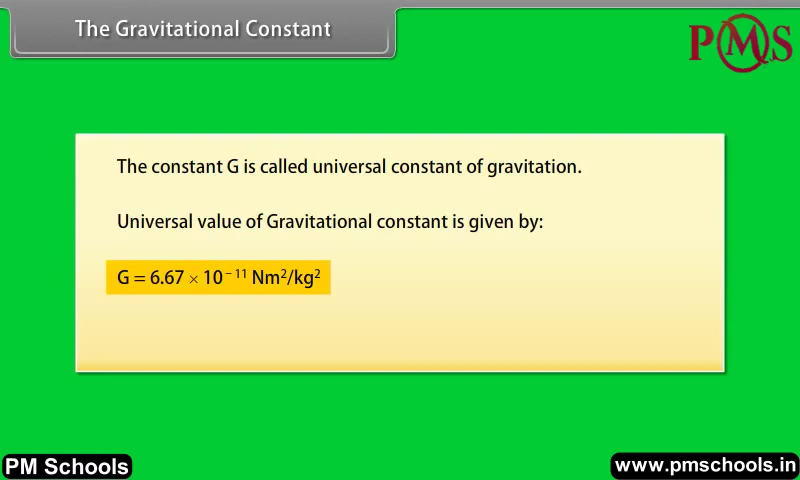 The Gravitational Constant
PMS
The constant G is called universal constant of gravitation.
Universal value of Gravitational constant is given by:
G = 6.67 × 10⁻¹¹ Nm²/kg²
PM Schools
www.pmschools.in